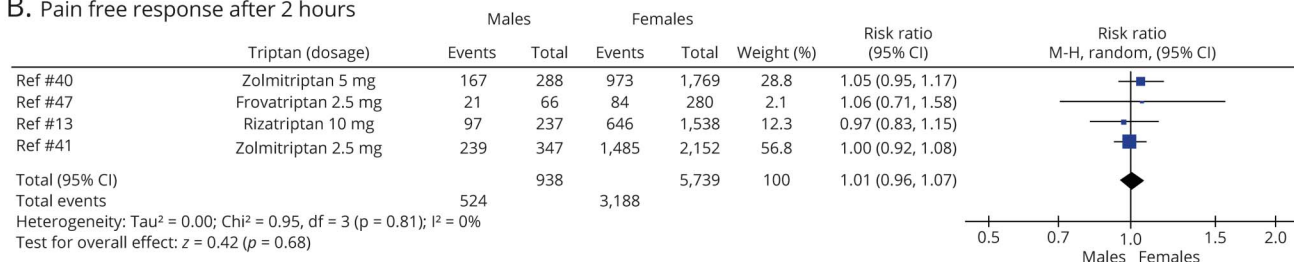 B. Pain free response after 2 hours
Males Females Risk ratio Risk ratio
Triptan (dosage) Events Total Events Total Weight (%) (95% CI) M-H, random, (95% CI)
Ref #40 Zolmitriptan 5 mg 167 288 973 1,769 28.8 1.05 (0.95, 1.17)
Ref #47 Frovatriptan 2.5 mg 21 66 84 280 2.1 1.06 (0.71, 1.58)
Ref #13 Rizatriptan 10 mg 97 237 646 1,538 12.3 0.97 (0.83, 1.15)
Ref #41 Zolmitriptan 2.5 mg 239 347 1,485 2,152 56.8 1.00 (0.92, 1.08)
Total (95% CI) 938 5,739 100 1.01 (0.96, 1.07)
Total events 524 3,188
Heterogeneity: Tau² = 0.00; Chi² = 0.95, df = 3 (p = 0.81); I² = 0%
Test for overall effect: z = 0.42 (p = 0.68)
0.5 0.7 1.0 1.5 2.0
Males Females